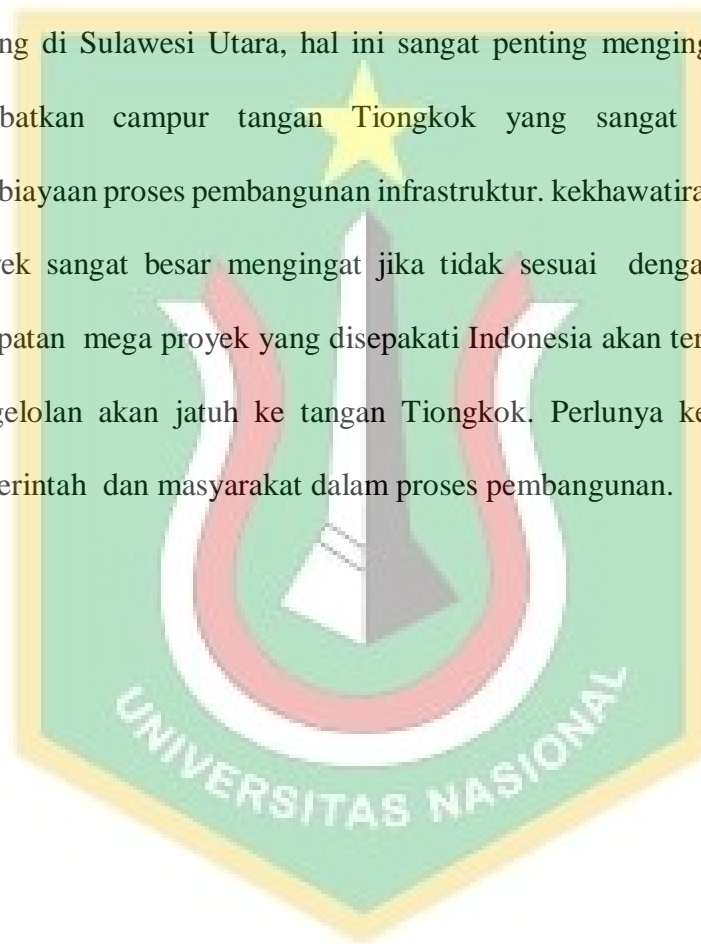 ng di Sulawesi Utara, hal ini sangat penting mengin
batkan campur tangan Tiongkok yang sangat
biayaan proses pembangunan infrastruktur. kekhawatira
ek sangat besar mengingat jika tidak sesuai denga
patan mega proyek yang disepakati Indonesia akan ter
gelolan akan jatuh ke tangan Tiongkok. Perlunya ke
erintah dan masyarakat dalam proses pembangunan.
UNIVERSITAS NASIONAL